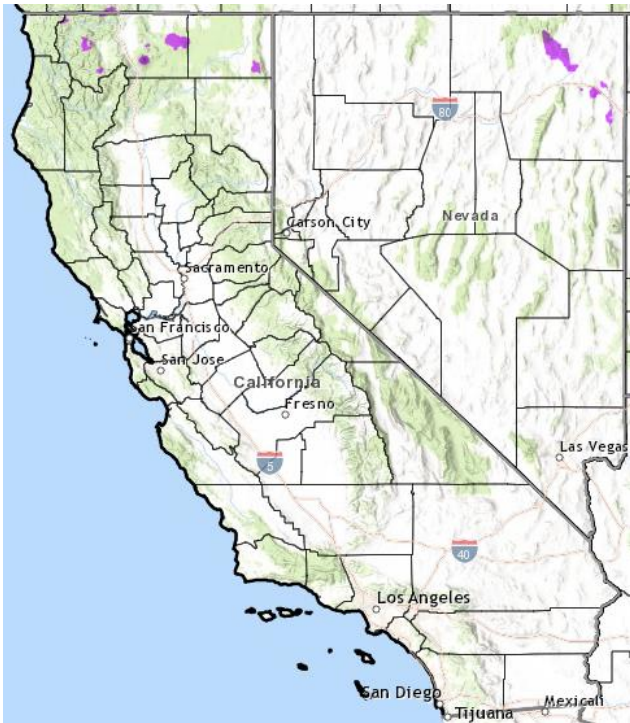 80
Carson City
Nevada
Sacramento
San Francisco
San Jose
California
Fresno
5
Las Vegas
40
Los Angeles
San Diego
Tijuana
Mexicali